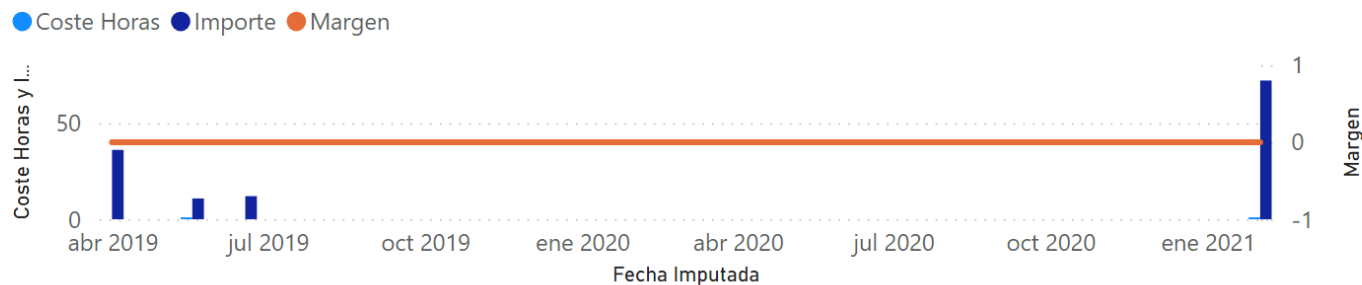 Coste Horas Importe Margen
Coste Horas y I...
50
0
1
0
-1
Margen
abr 2019 jul 2019 oct 2019 ene 2020 abr 2020 jul 2020 oct 2020 ene 2021
Fecha Imputada